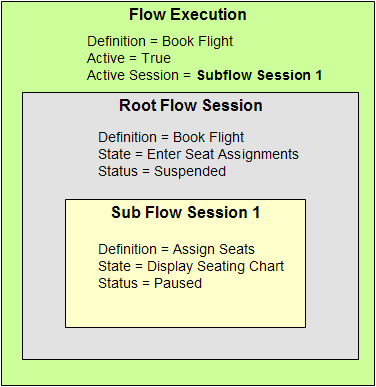 Flow Execution
Definition = Book Flight
Active = True
Active Session = Subflow Session 1
Root Flow Session
Definition = Book Flight
State = Enter Seat Assignments
Status = Suspended
Sub Flow Session 1
Definition = Assign Seats
State = Display Seating Chart
Status = Paused